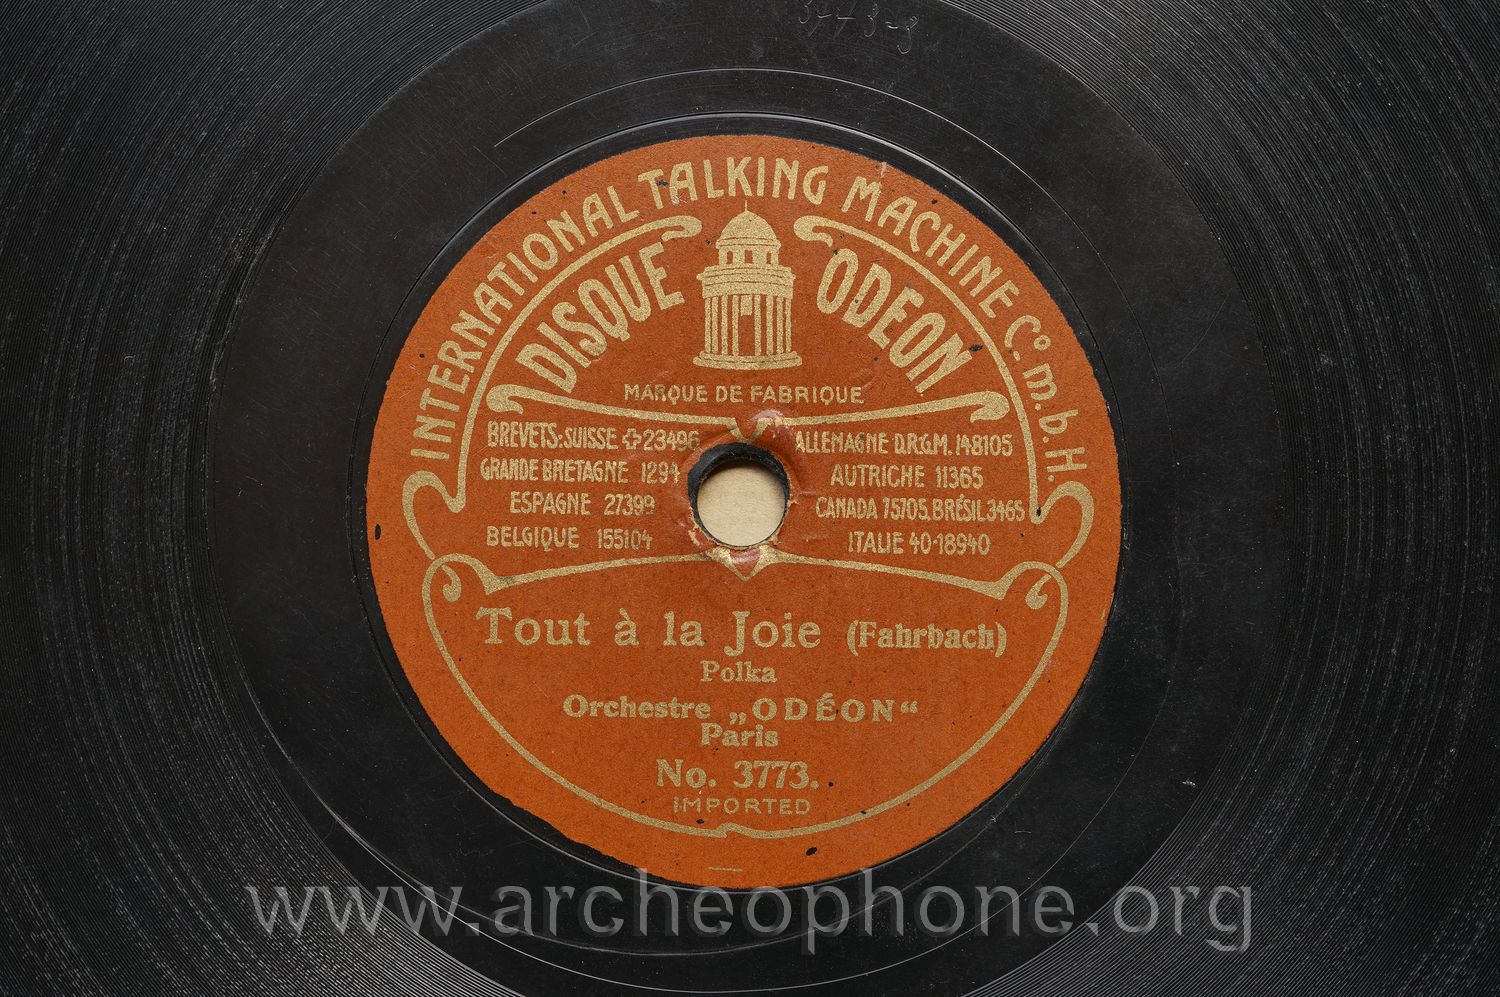 INTERNATIONAL TALKING MACHINE Co. m.b.H.
DISQUE ODEON
MARQUE DE FABRIQUE
BREVETS: SUISSE 23496
GRANDE BRETAGNE 1294
ESPAGNE 27399
BELGIQUE 155104
ALLEMAGNE D.R.G.M. 148105
AUTRICHE 11365
CANADA 75705. BRÉSIL 3465
ITALIE 40-18940
Tout à la Joie (Fahrbach)
Polka
Orchestre „ODÉON“
Paris
No. 3773.
IMPORTED
www.archeophone.org